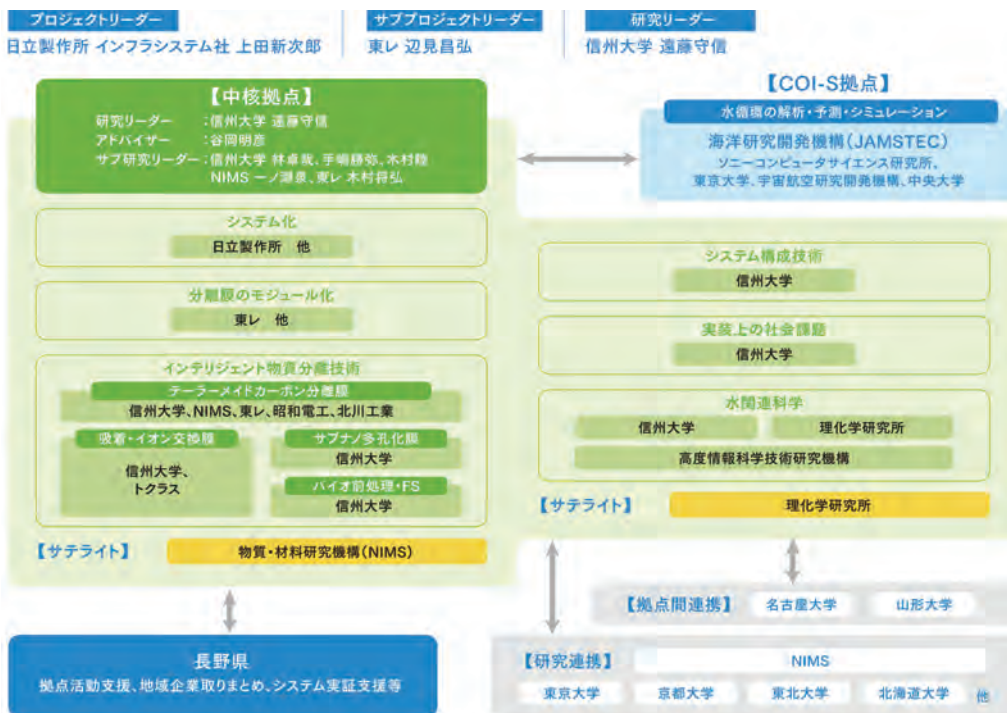 プロジェクトリーダー
日立製作所 インフラシステム社 上田新次郎
サブプロジェクトリーダー
東レ 辺見昌弘
研究リーダー
信州大学 遠藤守信
【中核拠点】
研究リーダー :信州大学 遠藤守信
アドバイザー :谷岡明彦
サブ研究リーダー:信州大学 林卓哉、手嶋勝弥、木村睦
NIMS 一ノ瀬泉、東レ 木村将弘
【COI-S拠点】
水循環の解析・予測・シミュレーション
海洋研究開発機構(JAMSTEC)
ソニーコンピュータサイエンス研究所、
東京大学、宇宙航空研究開発機構、中央大学
システム化
日立製作所 他
分離膜のモジュール化
東レ 他
インテリジェント物質分離技術
テーラーメイドカーボン分離膜
信州大学、NIMS、東レ、昭和電工、北川工業
吸着・イオン交換膜
信州大学、
トクラス
サブナノ多孔化膜
信州大学
バイオ前処理・FS
信州大学
【サテライト】
物質・材料研究機構(NIMS)
システム構成技術
信州大学
実装上の社会課題
信州大学
水関連科学
信州大学
理化学研究所
高度情報科学技術研究機構
【サテライト】
理化学研究所
長野県
拠点活動支援、地域企業取りまとめ、システム実証支援等
【拠点間連携】
名古屋大学
山形大学
【研究連携】
NIMS
東京大学
京都大学
東北大学
北海道大学
他